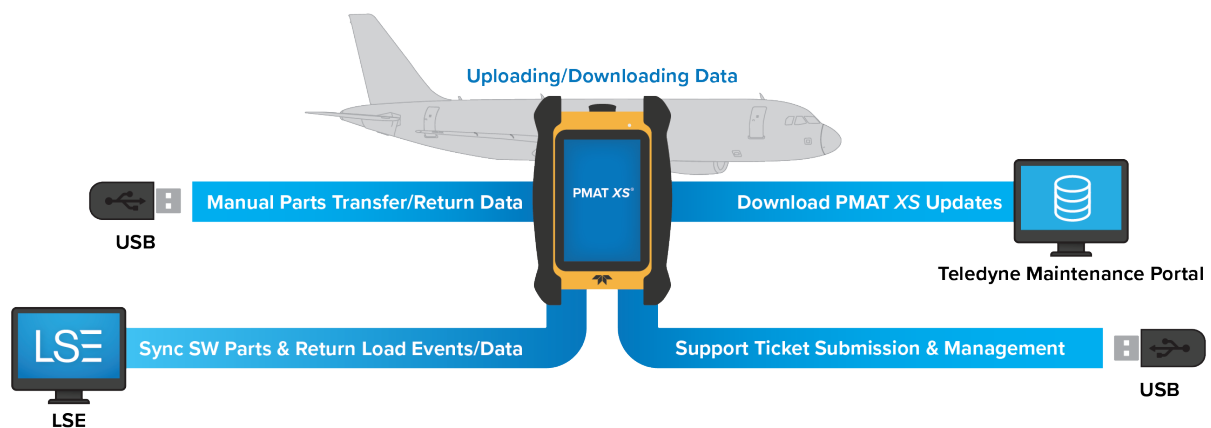 Uploading/Downloading Data
PMAT XS®
Manual Parts Transfer/Return Data
USB
Download PMAT XS Updates
Teledyne Maintenance Portal
LSE
Sync SW Parts & Return Load Events/Data
LSE
Support Ticket Submission & Management
USB